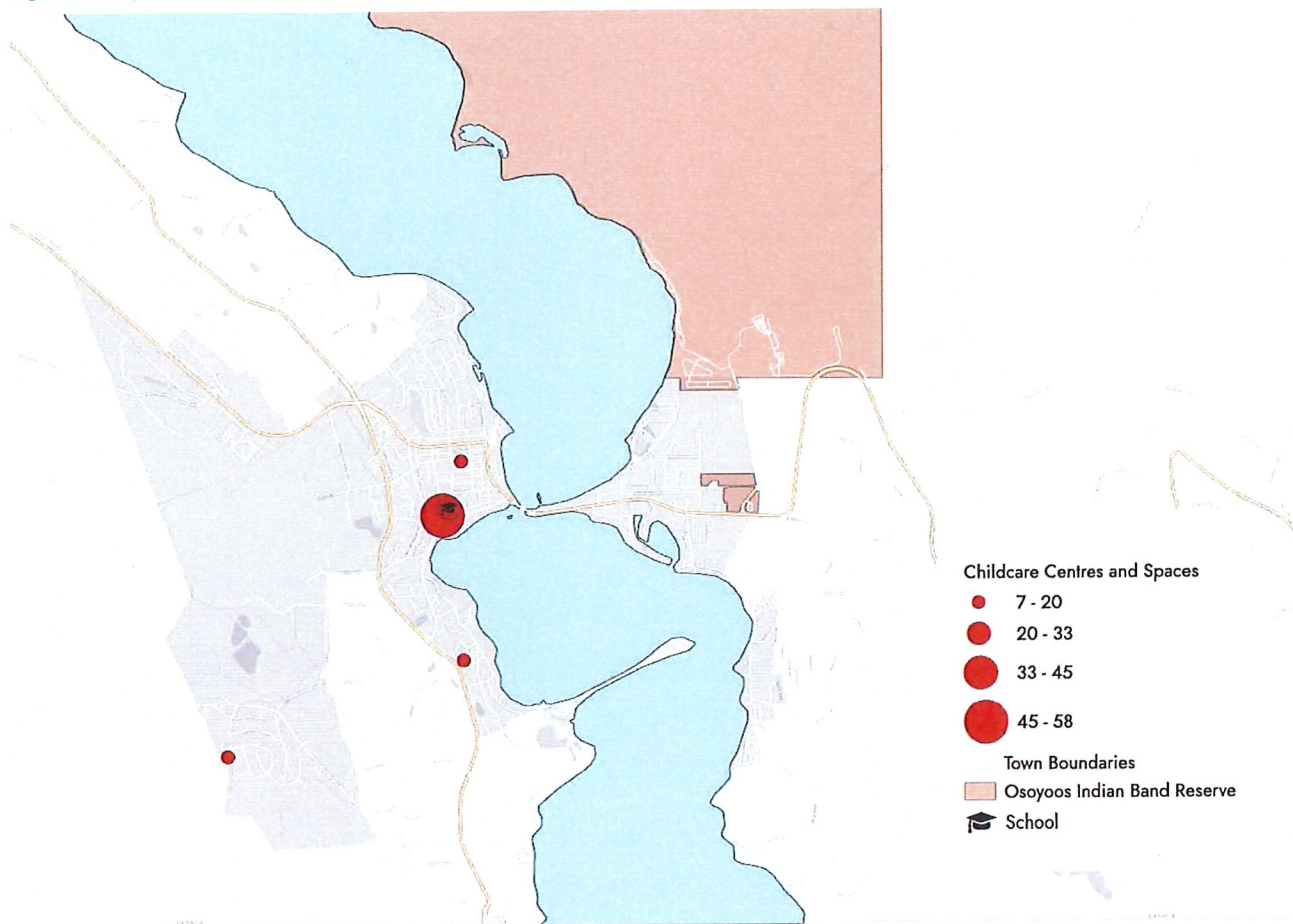 Childcare Centres and Spaces
7 - 20
20 - 33
33 - 45
45 - 58
Town Boundaries
Osoyoos Indian Band Reserve
School